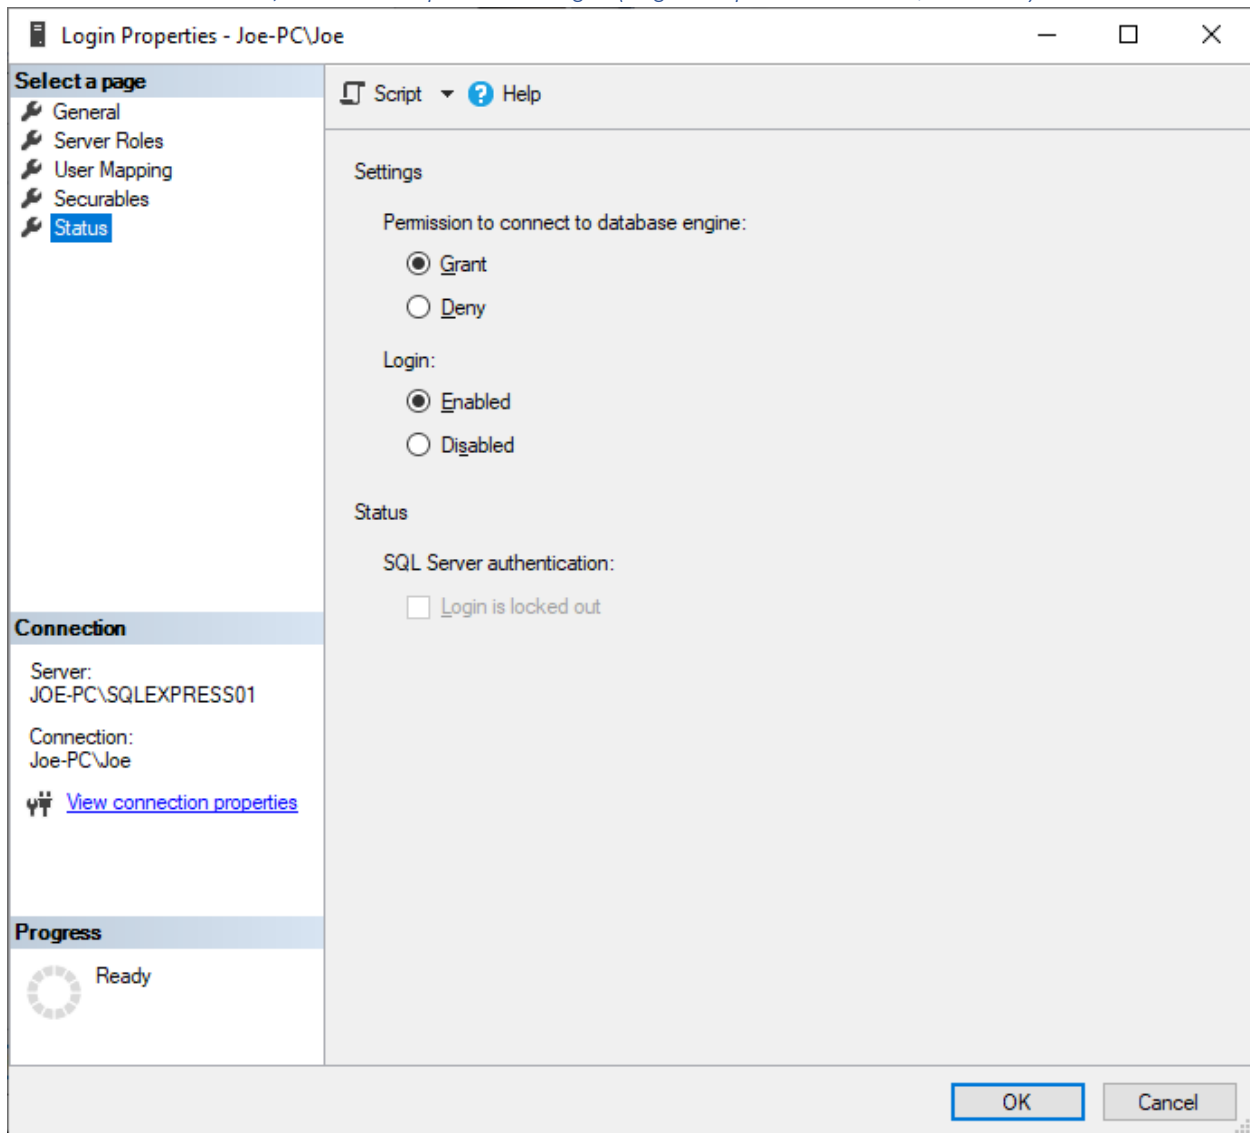 Login Properties - Joe-PC\Joe
Select a page
General
Server Roles
User Mapping
Securables
Status
Connection
Server:
JOE-PC\SQLEXPRESS01
Connection:
Joe-PC\Joe
View connection properties
Progress
Ready
Script
Help
Settings
Permission to connect to database engine:
Grant
Deny
Login:
Enabled
Disabled
Status
SQL Server authentication:
Login is locked out
OK
Cancel